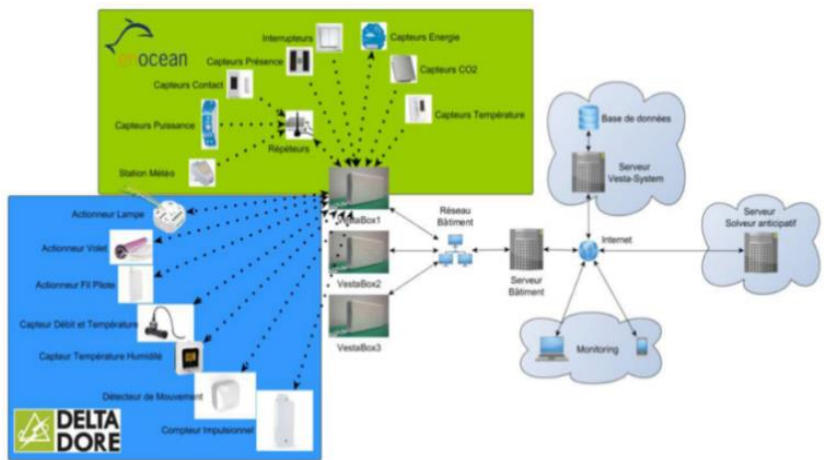 enocean
Interrupteurs
Capteurs Energie
Capteurs Présence
Capteurs CO2
Capteurs Contact
Capteurs Température
Capteurs Puissance
Répéteurs
Station Météo
Actionneur Lampe
Actionneur Volet
Actionneur Fil Pilote
Capteur Débit et Température
Capteur Température Humidité
Détecteur de Mouvement
Compteur Impulsionnel
DELTA
DORE
VestaBox1
VestaBox2
VestaBox3
Réseau
Bâtiment
Serveur
Bâtiment
Internet
Base de données
Serveur
Vesta-System
Serveur
Solveur anticipatif
Monitoring